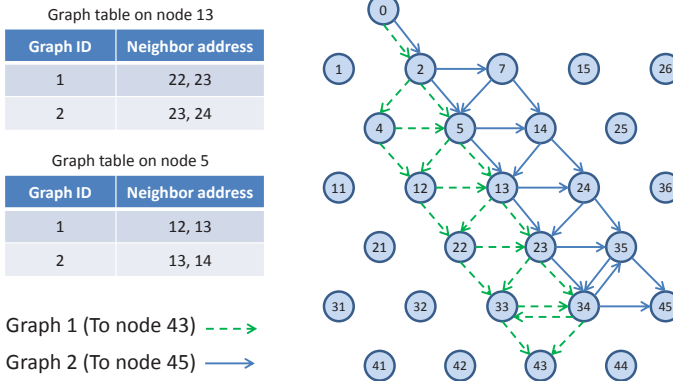 Graph table on node 13
Graph ID Neighbor address
1 22, 23
2 23, 24
Graph table on node 5
Graph ID Neighbor address
1 12, 13
2 13, 14
Graph 1 (To node 43)
Graph 2 (To node 45)
0
1 2 7 15 26
4 5 14 25
11 12 13 24 36
21 22 23 35
31 32 33 34 45
41 42 43 44